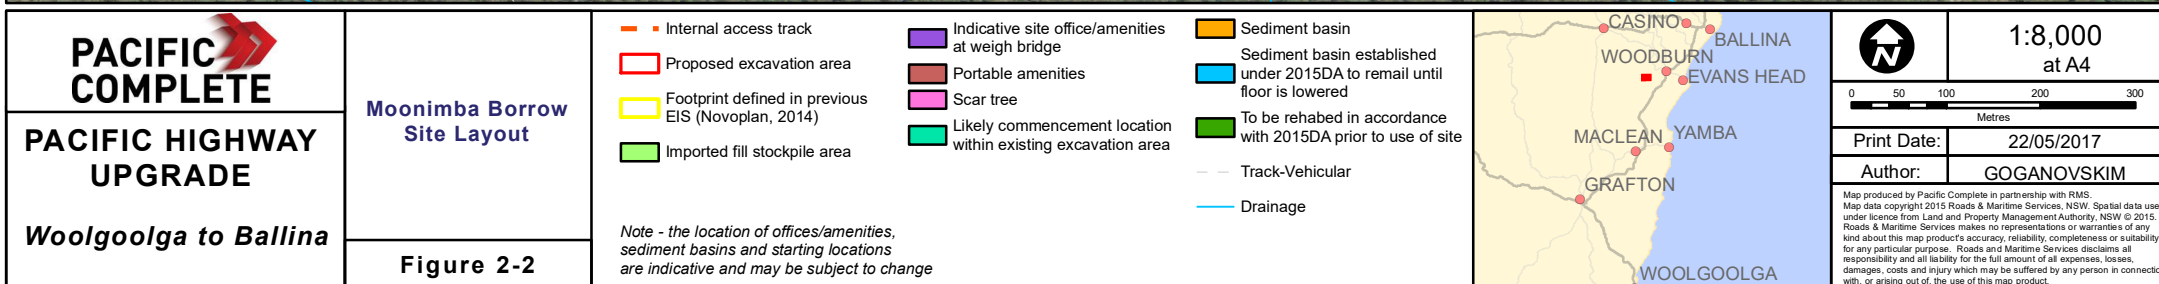 PACIFIC
COMPLETE
PACIFIC HIGHWAY
UPGRADE
Woolgoolga to Ballina
Moonimba Borrow
Site Layout
Figure 2-2
Internal access track
Proposed excavation area
Footprint defined in previous
EIS (Novoplan, 2014)
Imported fill stockpile area
Indicative site office/amenities
at weigh bridge
Portable amenities
Scar tree
Likely commencement location
within existing excavation area
Sediment basin
Sediment basin established
under 2015DA to remail until
floor is lowered
To be rehabed in accordance
with 2015DA prior to use of site
Track-Vehicular
Drainage
Note - the location of offices/amenities,
sediment basins and starting locations
are indicative and may be subject to change
CASINO
BALLINA
WOODBURN
EVANS HEAD
MACLEAN
YAMBA
GRAFTON
WOOLGOOLGA
N
1:8,000
at A4
0 50 100 200 300
Metres
Print Date: 22/05/2017
Author: GOGANOVSKIM
Map produced by Pacific Complete in partnership with RMS.
Map data copyright 2015 Roads & Maritime Services, NSW. Spatial data use
under licence from Land and Property Management Authority, NSW © 2015.
Roads & Maritime Services makes no representations or warranties of any
kind about this map product's accuracy, reliability, completeness or suitability
for any particular purpose. Roads and Maritime Services disclaims all
responsibility and all liability for the full amount of all expenses, losses,
damages, costs and injury which may be suffered by any person in connectio
with, or arising out of, the use of this map product.